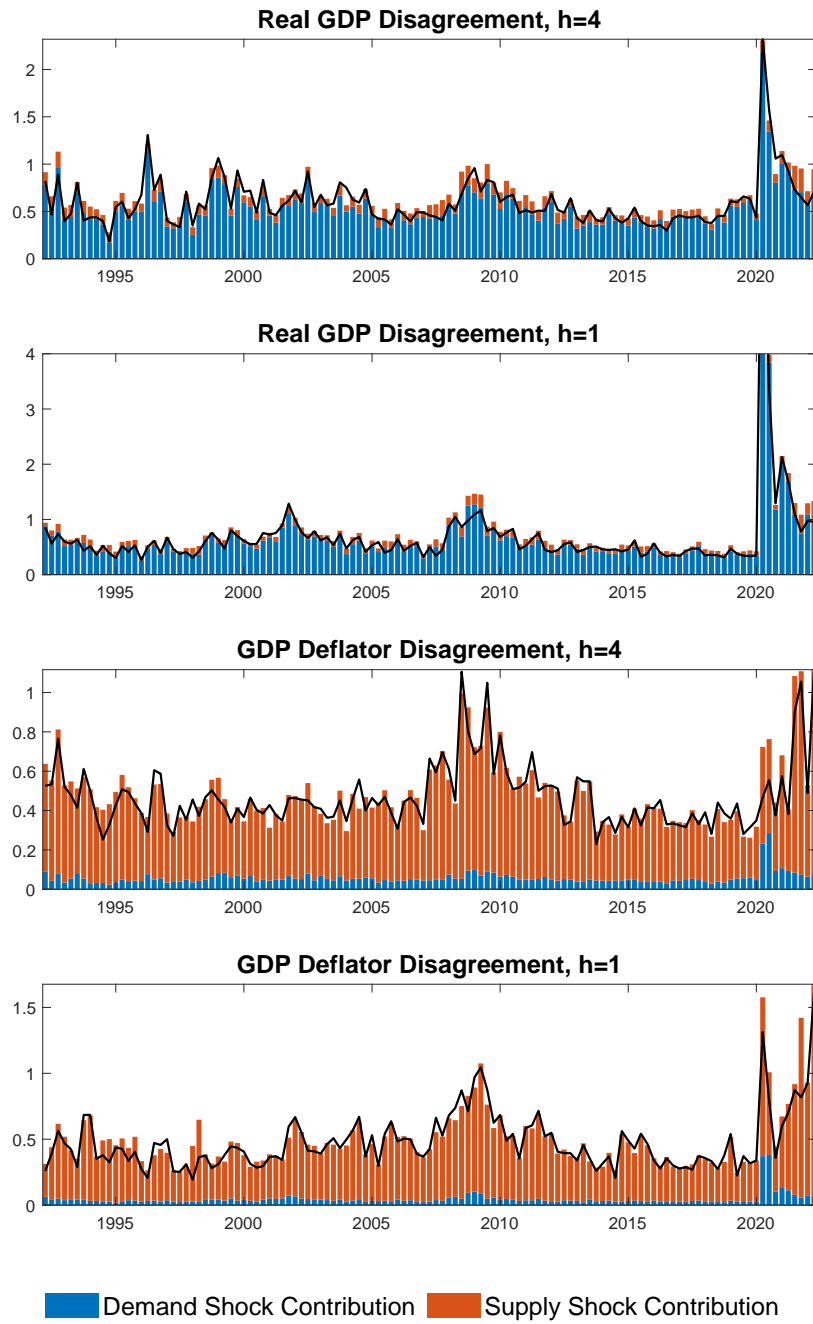 Real GDP Disagreement, h=4
2
1.5
1
0.5
0
1995 2000 2005 2010 2015 2020
Real GDP Disagreement, h=1
4
3
2
1
0
1995 2000 2005 2010 2015 2020
GDP Deflator Disagreement, h=4
1
0.8
0.6
0.4
0.2
0
1995 2000 2005 2010 2015 2020
GDP Deflator Disagreement, h=1
1.5
1
0.5
0
1995 2000 2005 2010 2015 2020
Demand Shock Contribution Supply Shock Contribution